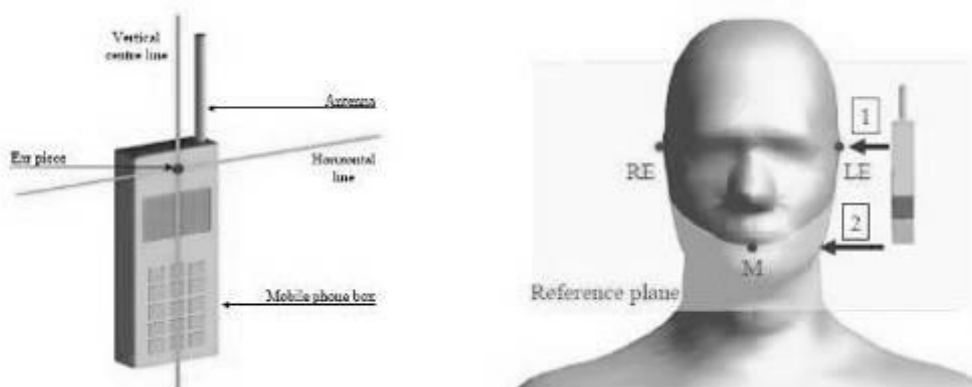 Vertical
centre line
Antenna
Ear piece
Horizontal
line
Mobile phone box
1
RE
LE
2
M
Reference plane